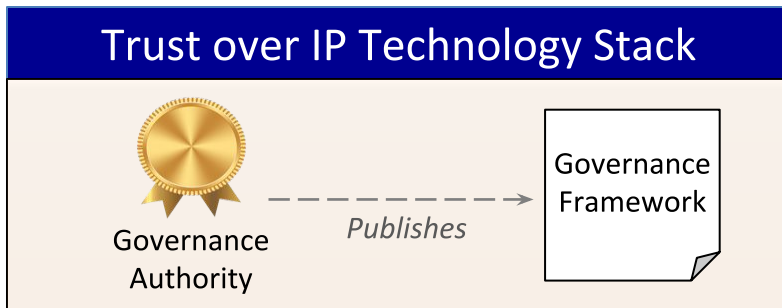 Trust over IP Technology Stack
Governance
Framework
Publishes
Governance
Authority